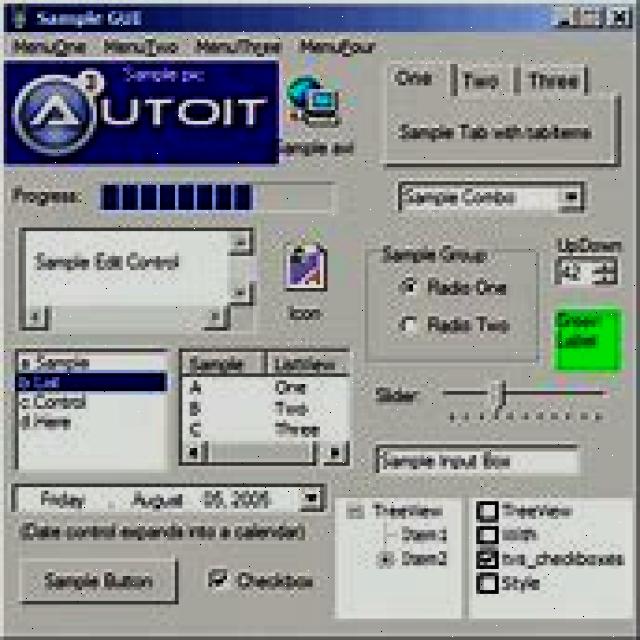 Sample GUI
MenuOne MenuTwo MenuThree MenuFour
Sample pic
AUTOIT
Sample avi
One Two Three
Sample Tab with tabItems
Progress:
Sample Combo
Sample Edit Control
Icon
Sample Group
Radio One
Radio Two
UpDown
42
Green
Label
a.Sample
b.List
c.Control
d.Here
Sample ListView
A One
B Two
C Three
Slider:
Sample Input Box
Friday , August 05, 2005
(Date control expands into a calendar)
Sample Button
Checkbox
TreeView
Item1
Item2
TreeView
With
tvs_checkboxes
Style